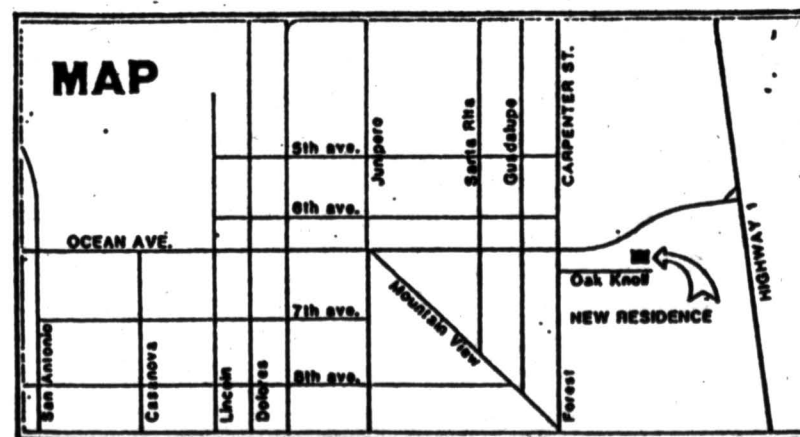 MAP
5th ave.
Junipero
Santa Rita
Guadalupe
CARPENTER ST.
6th ave.
OCEAN AVE.
HIGHWAY 1
Oak Knoll
NEW RESIDENCE
7th ave.
Mountain View
8th ave.
San Antonio
Casanova
Lincoln
Dolores
Forest